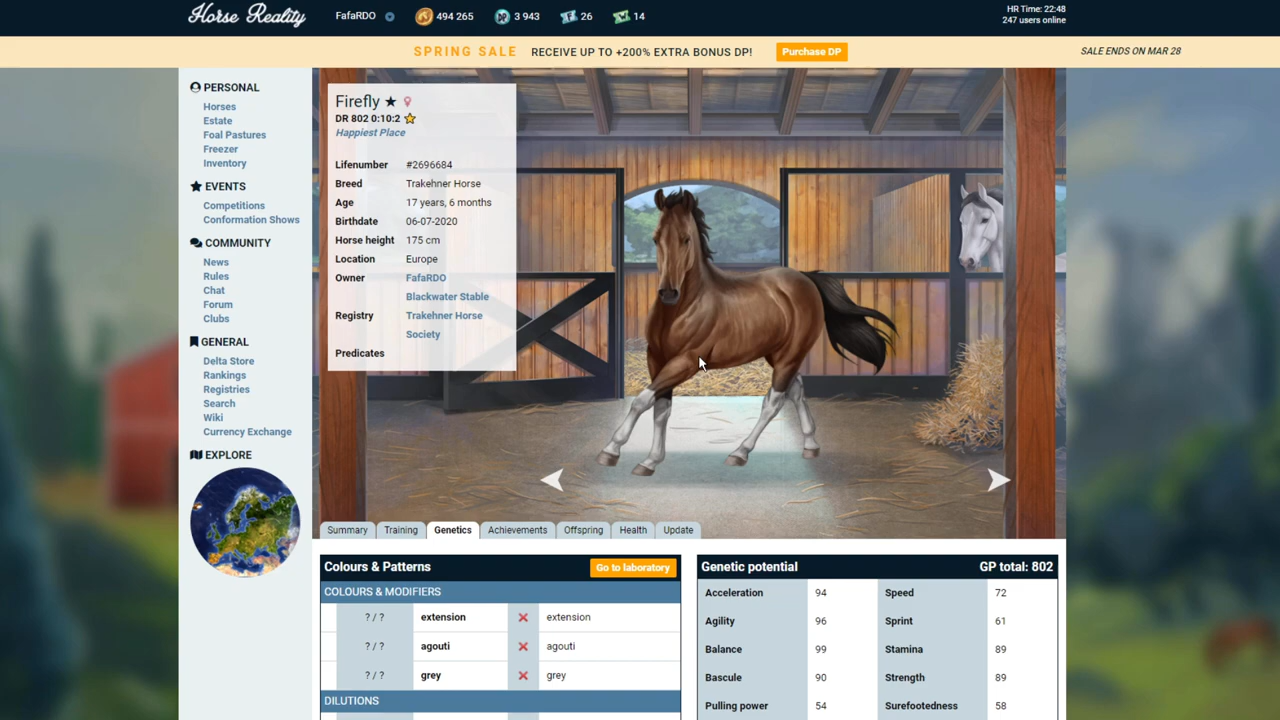 Horse Reality
FafaRDO 494 265 3 943 26 14
HR Time: 22:48
247 users online
SPRING SALE RECEIVE UP TO +200% EXTRA BONUS DP! Purchase DP SALE ENDS ON MAR 28
PERSONAL
Horses
Estate
Foal Pastures
Freezer
Inventory
EVENTS
Competitions
Conformation Shows
COMMUNITY
News
Rules
Chat
Forum
Clubs
GENERAL
Delta Store
Rankings
Registries
Search
Wiki
Currency Exchange
EXPLORE
Firefly
DR 802 0:10:2
Happiest Place
Lifenumber #2696684
Breed Trakehner Horse
Age 17 years, 6 months
Birthdate 06-07-2020
Horse height 175 cm
Location Europe
Owner FafaRDO
Blackwater Stable
Registry Trakehner Horse
Society
Predicates
Summary Training Genetics Achievements Offspring Health Update
Colours & Patterns Go to laboratory
COLOURS & MODIFIERS
? / ? extension extension
? / ? agouti agouti
? / ? grey grey
DILUTIONS
Genetic potential GP total: 802
Acceleration 94 Speed 72
Agility 96 Sprint 61
Balance 99 Stamina 89
Bascule 90 Strength 89
Pulling power 54 Surefootedness 58